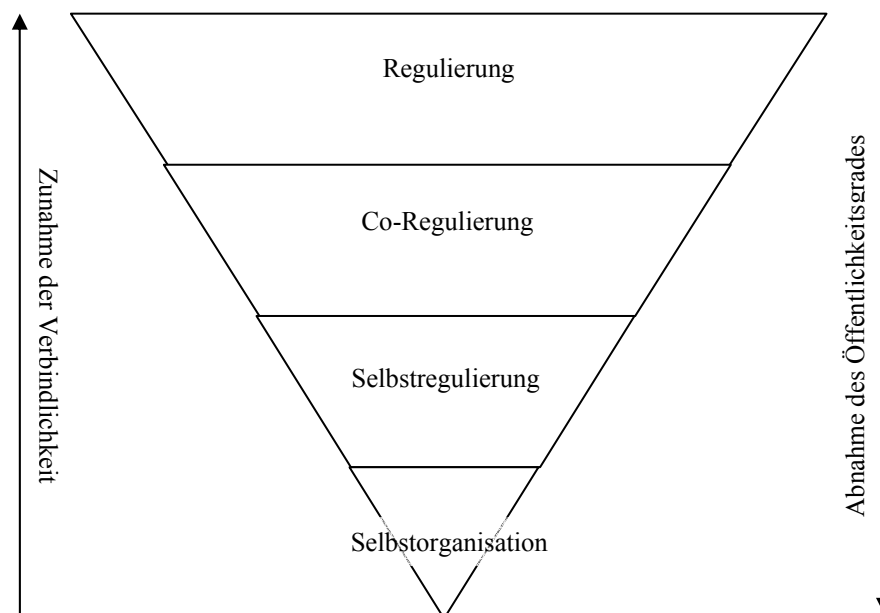 Regulierung
Co-Regulierung
Selbstregulierung
Selbstorganisation
Zunahme der Verbindlichkeit
Abnahme des Öffentlichkeitsgrades